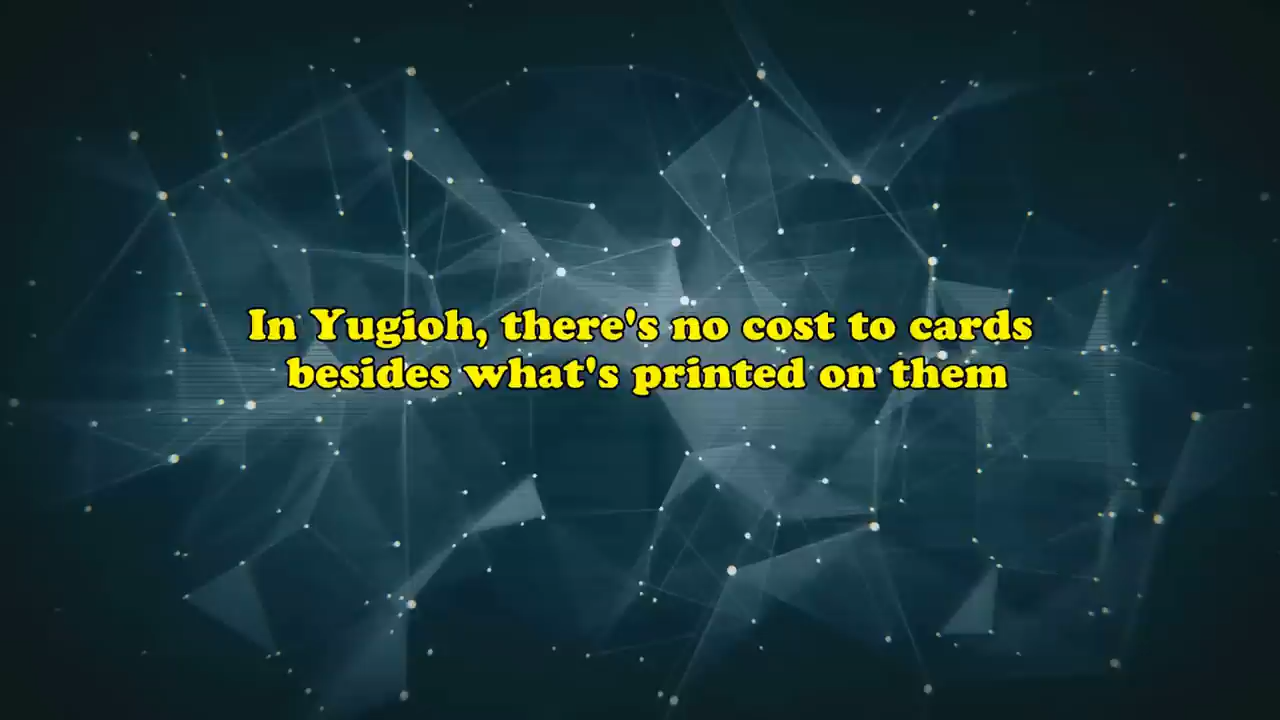 In Yugioh, there's no cost to cards
besides what's printed on them